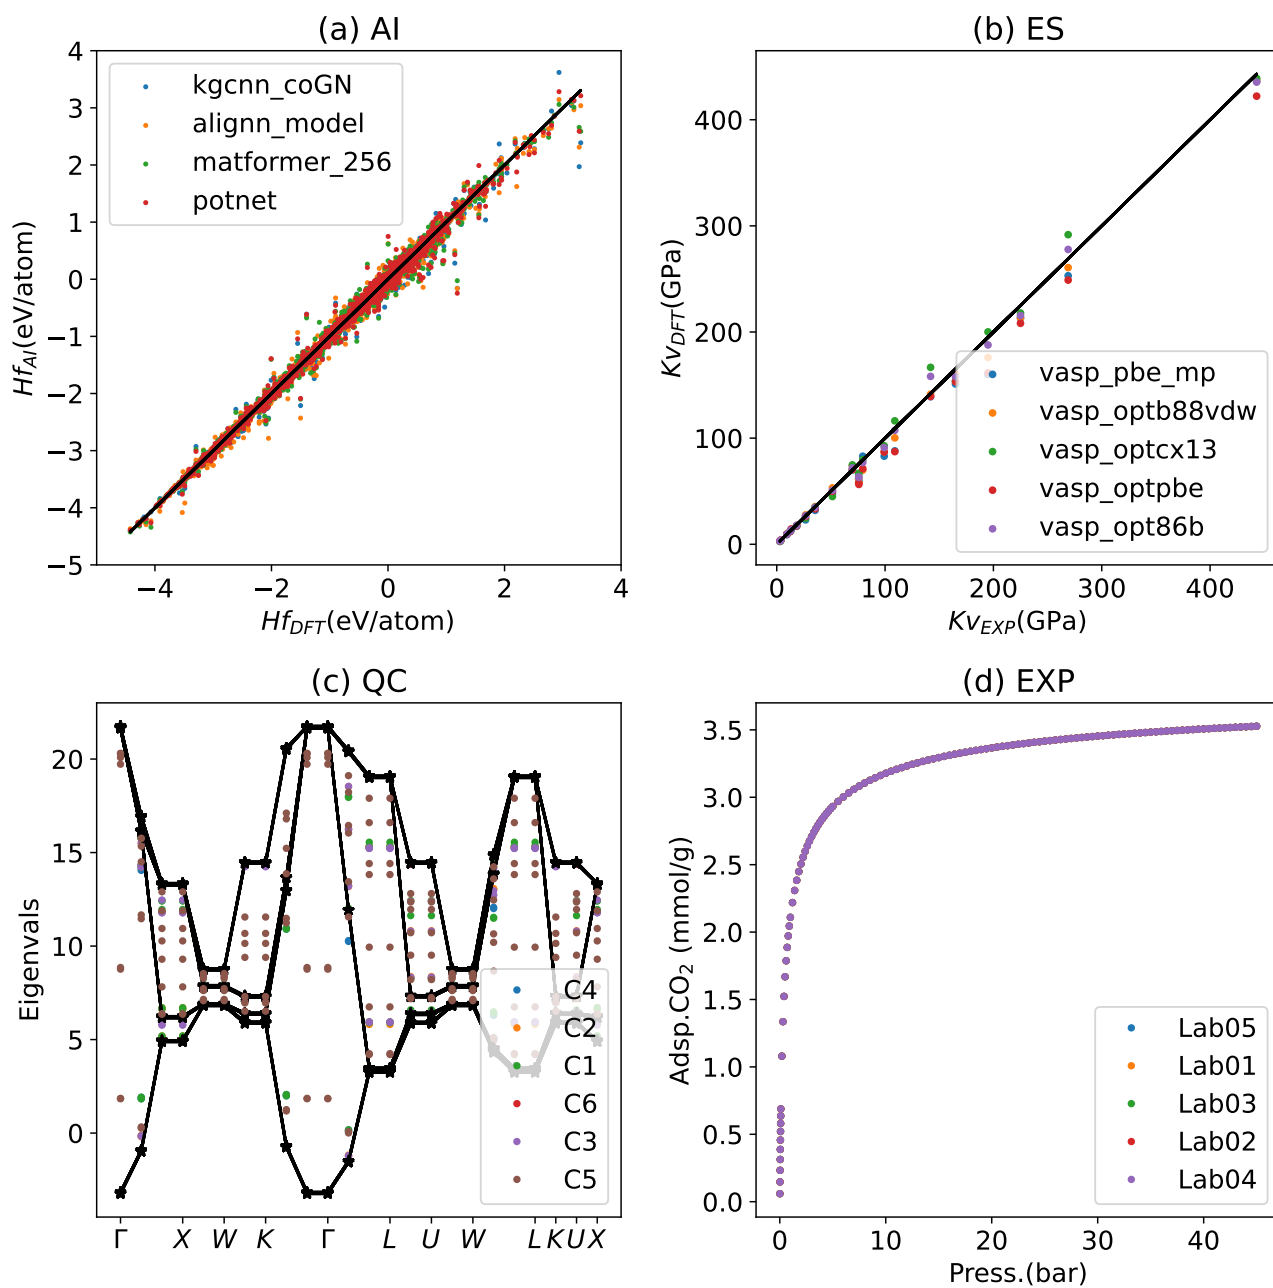 (a) AI
4
3
2
1
0
−1
−2
−3
−4
−5
Hf_AI(eV/atom)
kgcnn_coGN
alignn_model
matformer_256
potnet
−4
−2
0
2
4
Hf_DFT(eV/atom)
(b) ES
400
300
200
100
0
Kv_DFT(GPa)
vasp_pbe_mp
vasp_optb88vdw
vasp_optcx13
vasp_optpbe
vasp_opt86b
0
100
200
300
400
Kv_EXP(GPa)
(c) QC
20
15
10
5
0
Eigenvals
C4
C2
C1
C6
C3
C5
Γ X W K Γ L U W L K U X
(d) EXP
3.5
3.0
2.5
2.0
1.5
1.0
0.5
0.0
Adsp.CO₂ (mmol/g)
Lab05
Lab01
Lab03
Lab02
Lab04
0
10
20
30
40
Press.(bar)